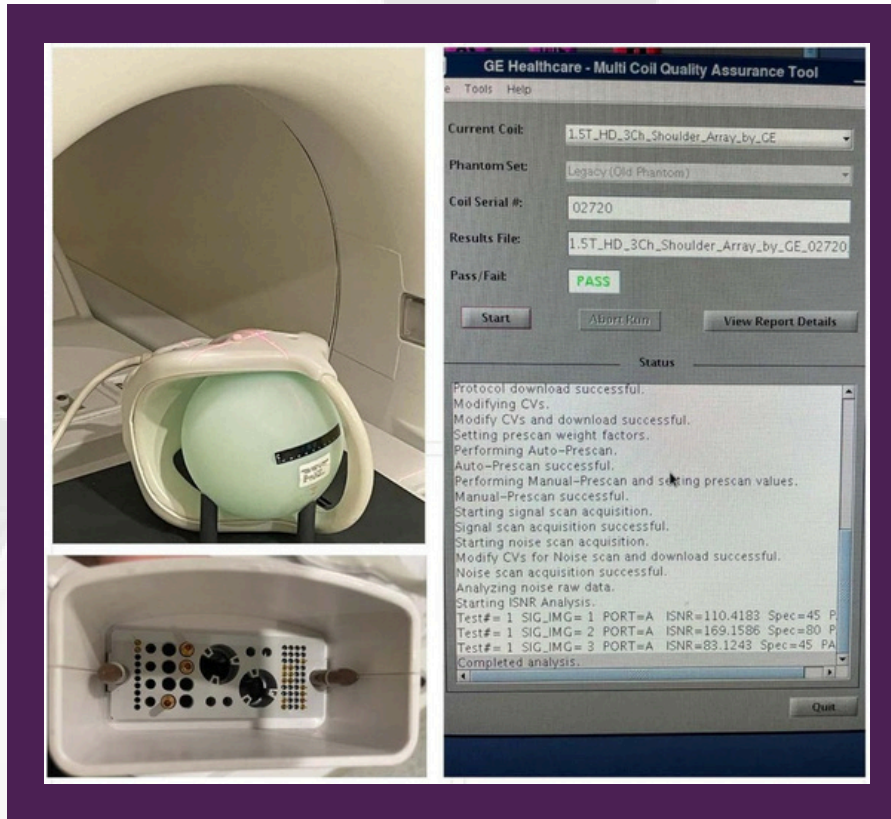 GE Healthcare - Multi Coil Quality Assurance Tool
e Tools Help
Current Coil: 1.5T_HD_3Ch_Shoulder_Array_by_GE
Phantom Set: Legacy (Old Phantom)
Coil Serial #: 02720
Results File: 1.5T_HD_3Ch_Shoulder_Array_by_GE_02720
Pass/Fail: PASS
Start Abort Run View Report Details
Status
Protocol download successful.
Modifying CVs.
Modify CVs and download successful.
Setting prescan weight factors.
Performing Auto-Prescan.
Auto-Prescan successful.
Performing Manual-Prescan and setting prescan values.
Manual-Prescan successful.
Starting signal scan acquisition.
Signal scan acquisition successful.
Starting noise scan acquisition.
Modify CVs for Noise scan and download successful.
Noise scan acquisition successful.
Analyzing noise raw data.
Starting ISNR Analysis.
Test#= 1 SIG_IMG= 1 PORT=A ISNR=110.4183 Spec=45 P
Test#= 1 SIG_IMG= 2 PORT=A ISNR=169.1586 Spec=80 P
Test#= 1 SIG_IMG= 3 PORT=A ISNR=83.1243 Spec=45 PA
Completed analysis.
Quit